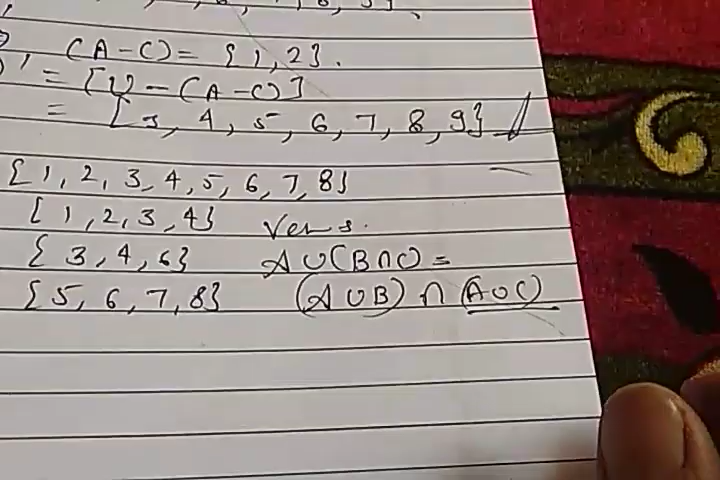 (A-C) = {1, 2}.
= [U - (A-C)]
= {3, 4, 5, 6, 7, 8, 9}
{1, 2, 3, 4, 5, 6, 7, 8}
{1, 2, 3, 4}
{3, 4, 6} A ∪ (B ∩ C) =
{5, 6, 7, 8} (A ∪ B) ∩ (A ∪ C)